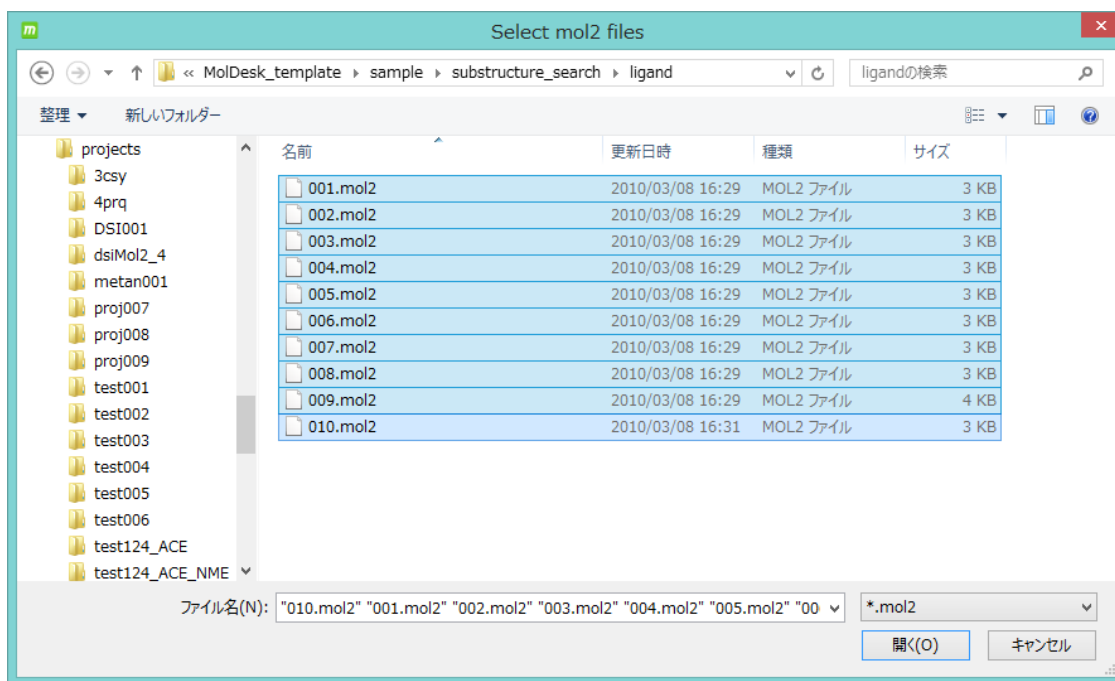 m
Select mol2 files
« MolDesk_template ▸ sample ▸ substructure_search ▸ ligand
ligandの検索
整理 ▼ 新しいフォルダー
projects
3csy
4prq
DSI001
dsiMol2_4
metan001
proj007
proj008
proj009
test001
test002
test003
test004
test005
test006
test124_ACE
test124_ACE_NME
名前 更新日時 種類 サイズ
001.mol2 2010/03/08 16:29 MOL2 ファイル 3 KB
002.mol2 2010/03/08 16:29 MOL2 ファイル 3 KB
003.mol2 2010/03/08 16:29 MOL2 ファイル 3 KB
004.mol2 2010/03/08 16:29 MOL2 ファイル 3 KB
005.mol2 2010/03/08 16:29 MOL2 ファイル 3 KB
006.mol2 2010/03/08 16:29 MOL2 ファイル 3 KB
007.mol2 2010/03/08 16:29 MOL2 ファイル 3 KB
008.mol2 2010/03/08 16:29 MOL2 ファイル 3 KB
009.mol2 2010/03/08 16:29 MOL2 ファイル 4 KB
010.mol2 2010/03/08 16:31 MOL2 ファイル 3 KB
ファイル名(N): "010.mol2" "001.mol2" "002.mol2" "003.mol2" "004.mol2" "005.mol2" "00
*.mol2
開く(O) キャンセル